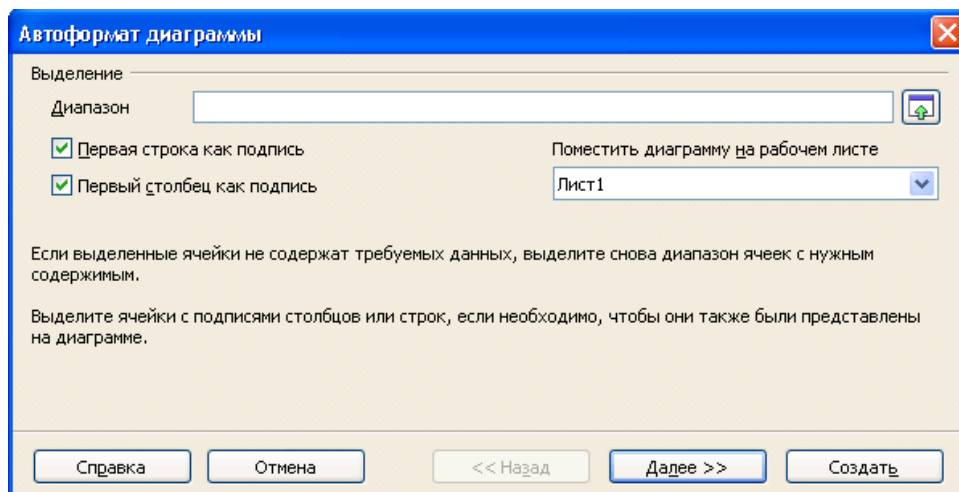 Автоформат диаграммы
Выделение
Диапазон
Первая строка как подпись
Поместить диаграмму на рабочем листе
Первый столбец как подпись
Лист1
Если выделенные ячейки не содержат требуемых данных, выделите снова диапазон ячеек с нужным
содержимым.
Выделите ячейки с подписями столбцов или строк, если необходимо, чтобы они также были представлены
на диаграмме.
Справка
Отмена
<< Назад
Далее >>
Создать